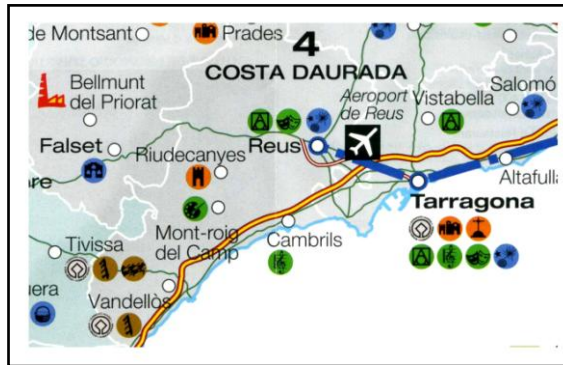 de Montsant
Prades
4
COSTA DAURADA
Bellmunt
del Priorat
Aeroport
de Reus
Vistabella
Salomó
Falset
Riudecanyes
Reus
Altafull
Tarragona
Mont-roig
del Camp
Cambrils
Tivissa
Vandellòs